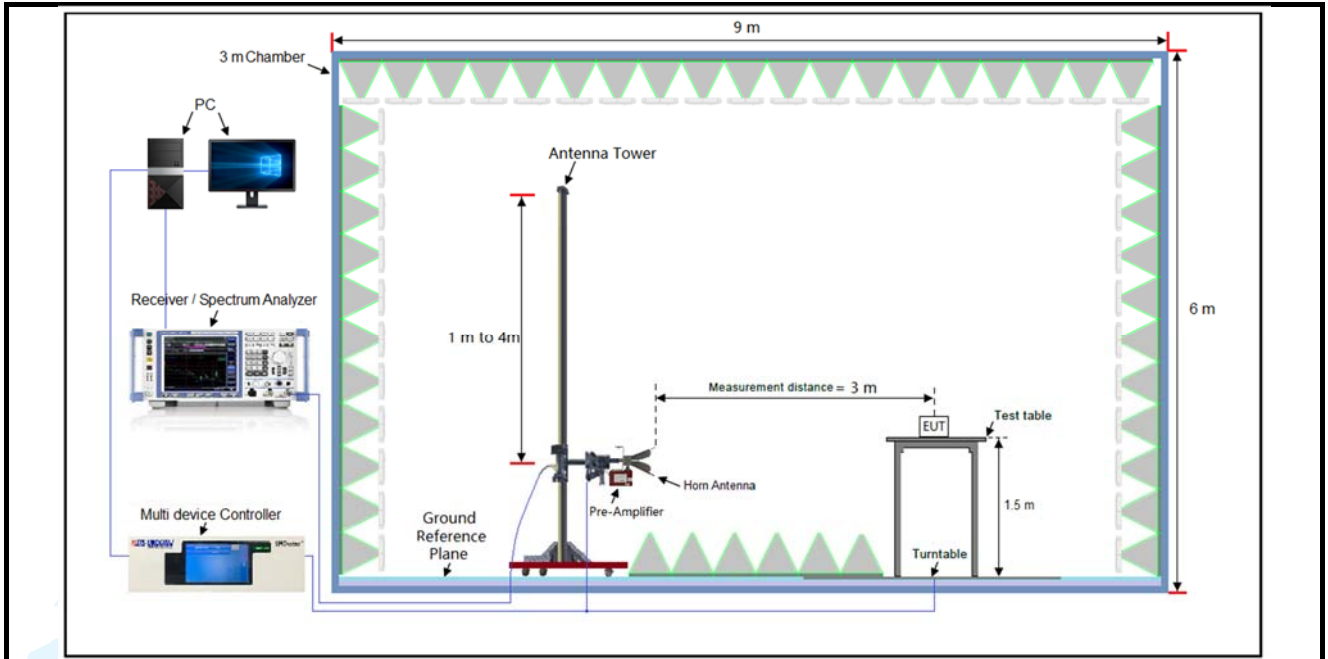 9 m
3 m Chamber
PC
Antenna Tower
Receiver / Spectrum Analyzer
1 m to 4m
6 m
Measurement distance = 3 m
EUT
Test table
Horn Antenna
Pre-Amplifier
1.5 m
Multi device Controller
Ground
Reference
Plane
Turntable